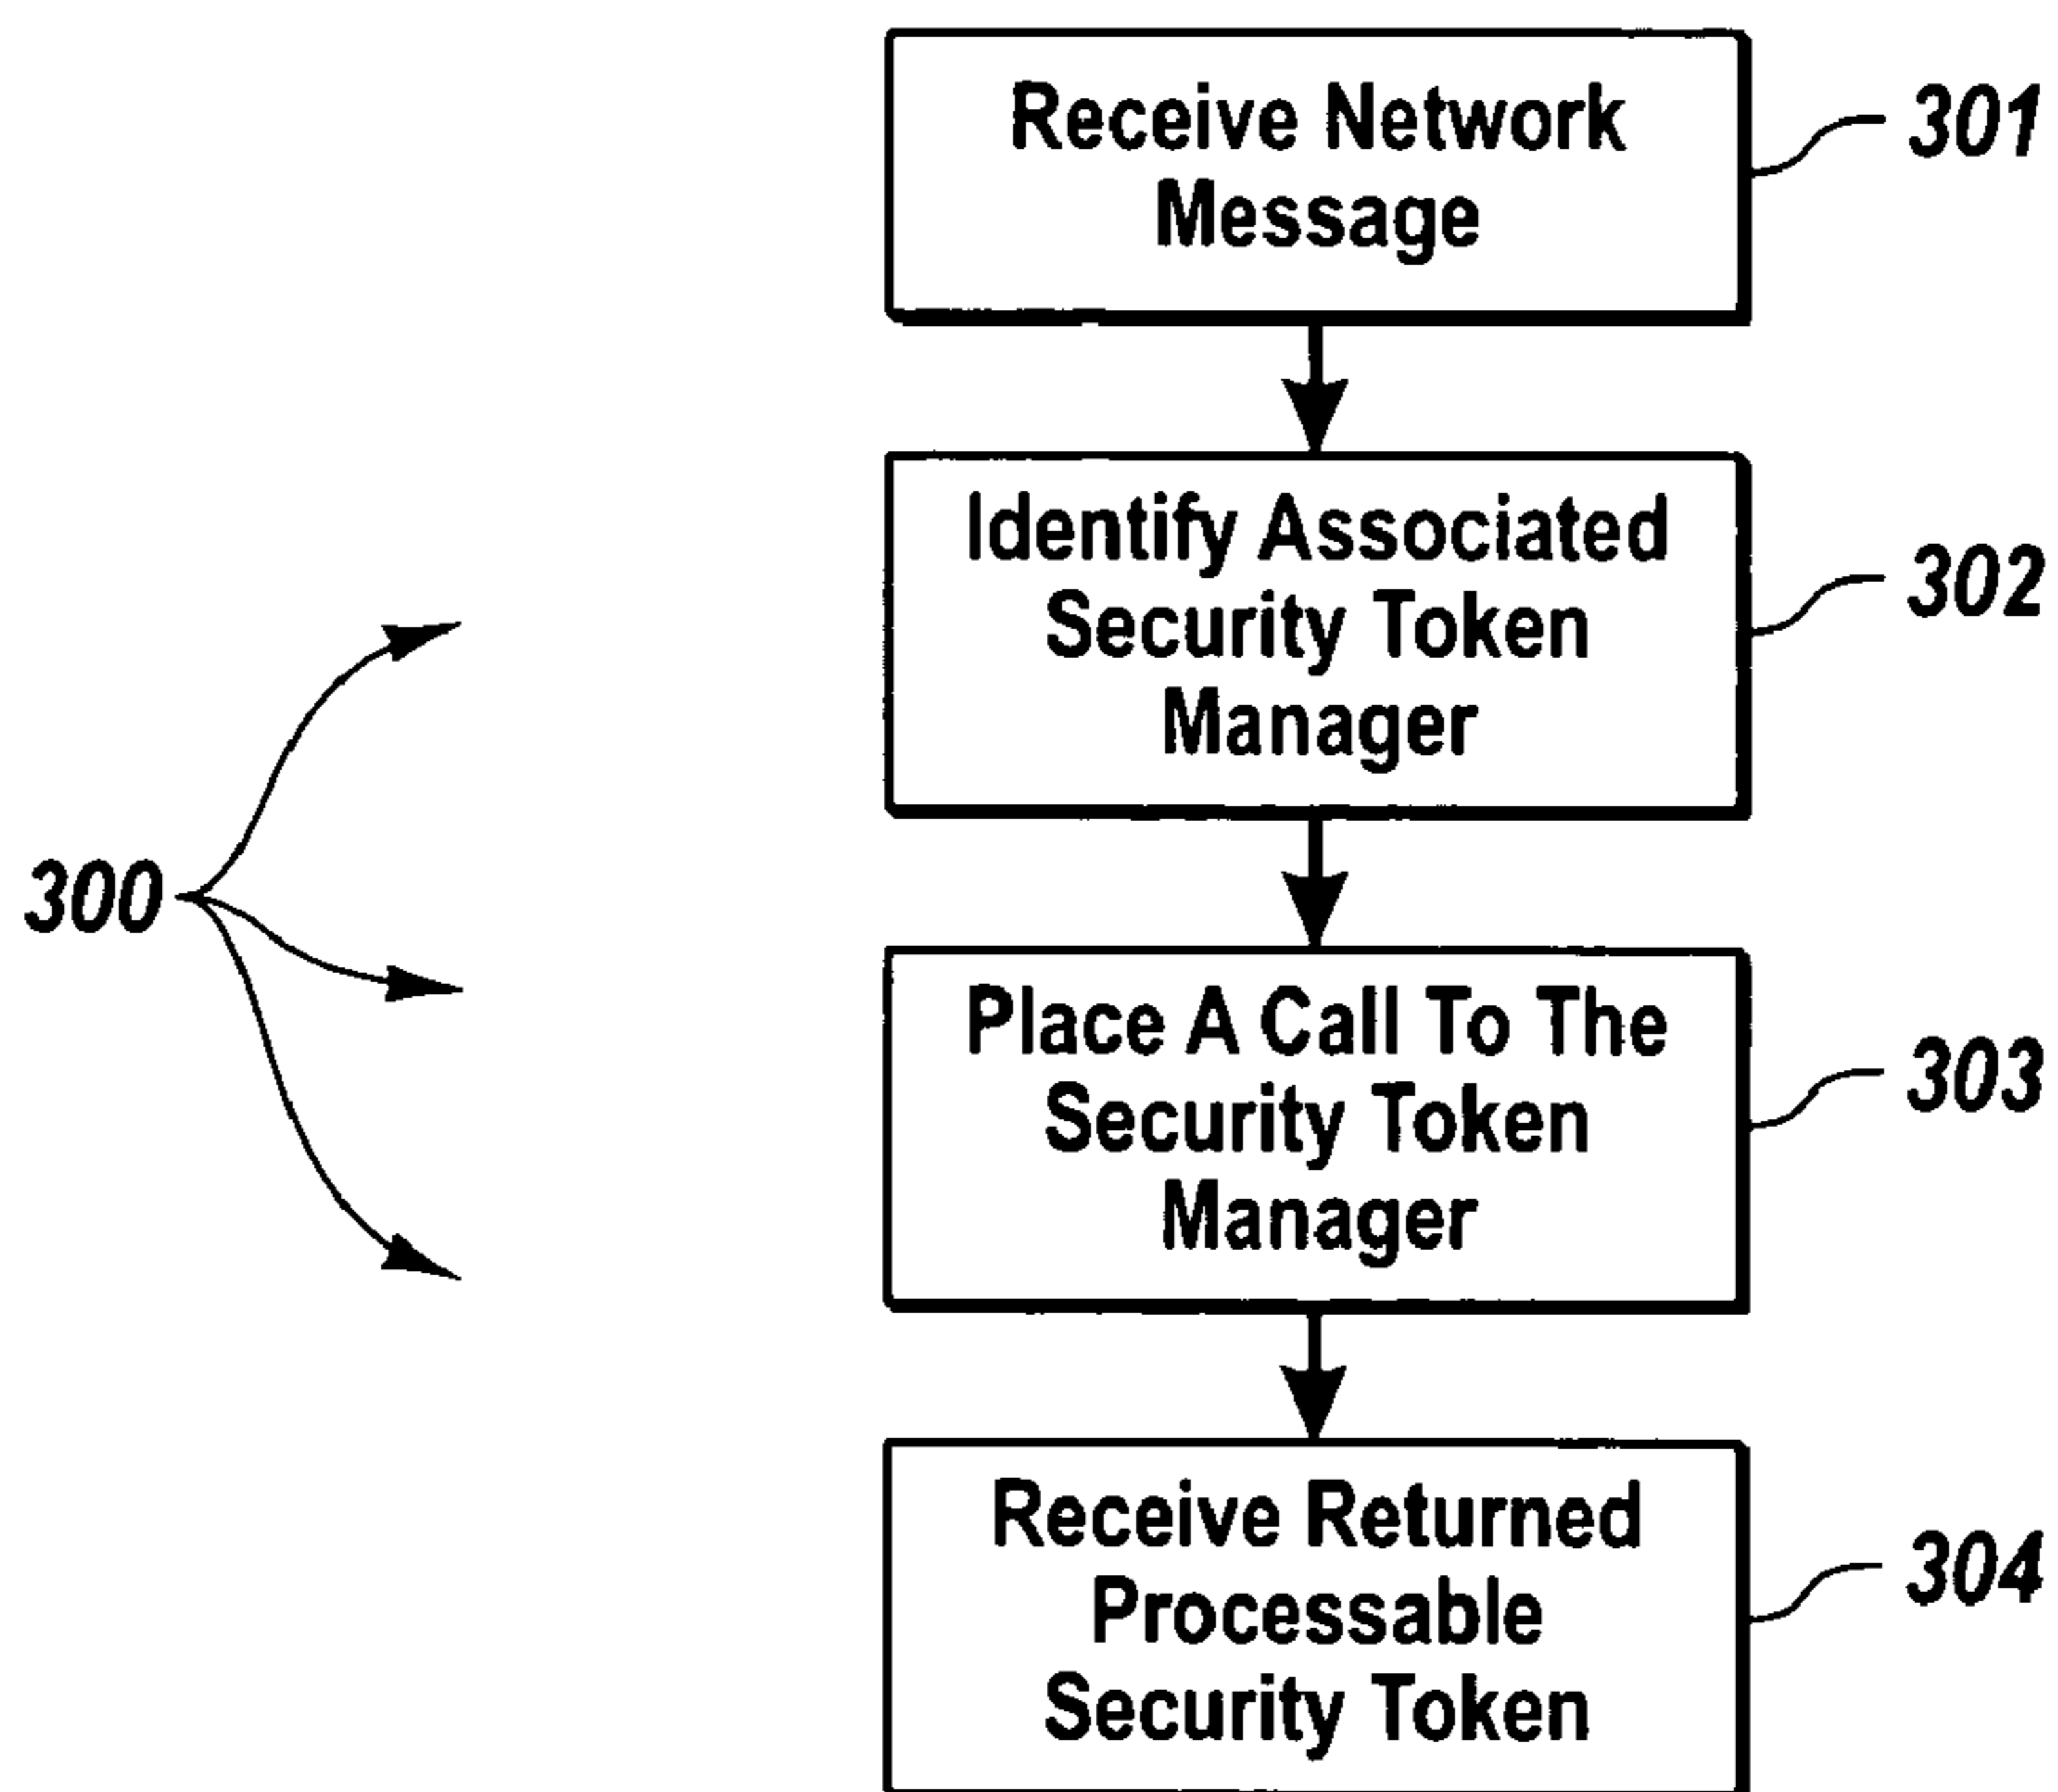 Receive Network
Message
301
Identify Associated
Security Token
Manager
302
300
Place A Call To The
Security Token
Manager
303
Receive Returned
Processable
Security Token
304